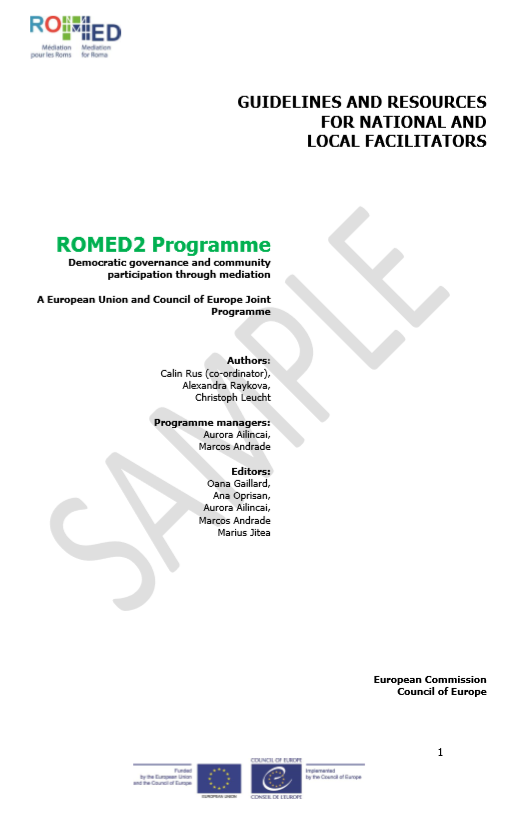 ROMED
Médiation
pour les Roms
Mediation
for Roma
GUIDELINES AND RESOURCES
FOR NATIONAL AND
LOCAL FACILITATORS
ROMED2 Programme
Democratic governance and community
participation through mediation
A European Union and Council of Europe Joint
Programme
Authors:
Calin Rus (co-ordinator),
Alexandra Raykova,
Christoph Leucht
Programme managers:
Aurora Ailincai,
Marcos Andrade
Editors:
Oana Gaillard,
Ana Oprisan,
Aurora Ailincai,
Marcos Andrade
Marius Jitea
SAMPLE
European Commission
Council of Europe
1
Funded
by the European Union
and the Council of Europe
EUROPEAN UNION
COUNCIL OF EUROPE
CONSEIL DE L'EUROPE
Implemented
by the Council of Europe